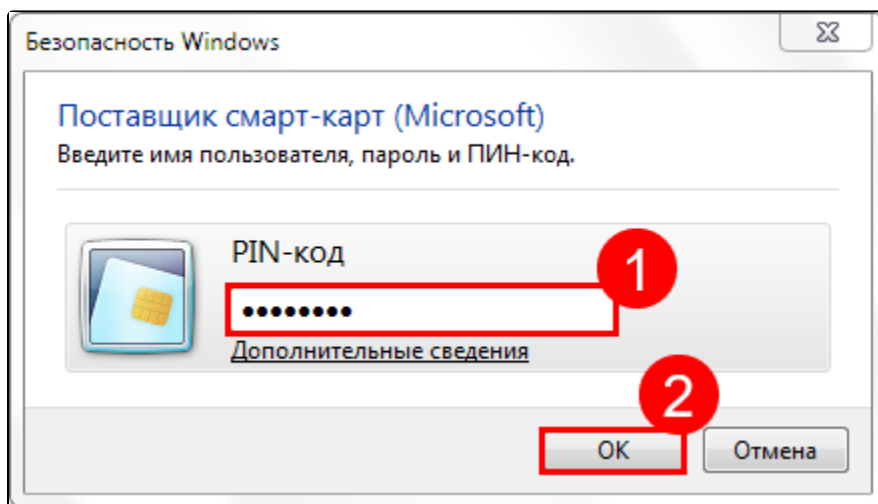 Безопасность Windows
Поставщик смарт-карт (Microsoft)
Введите имя пользователя, пароль и ПИН-код.
PIN-код
1
••••••••
Дополнительные сведения
2
OK
Отмена